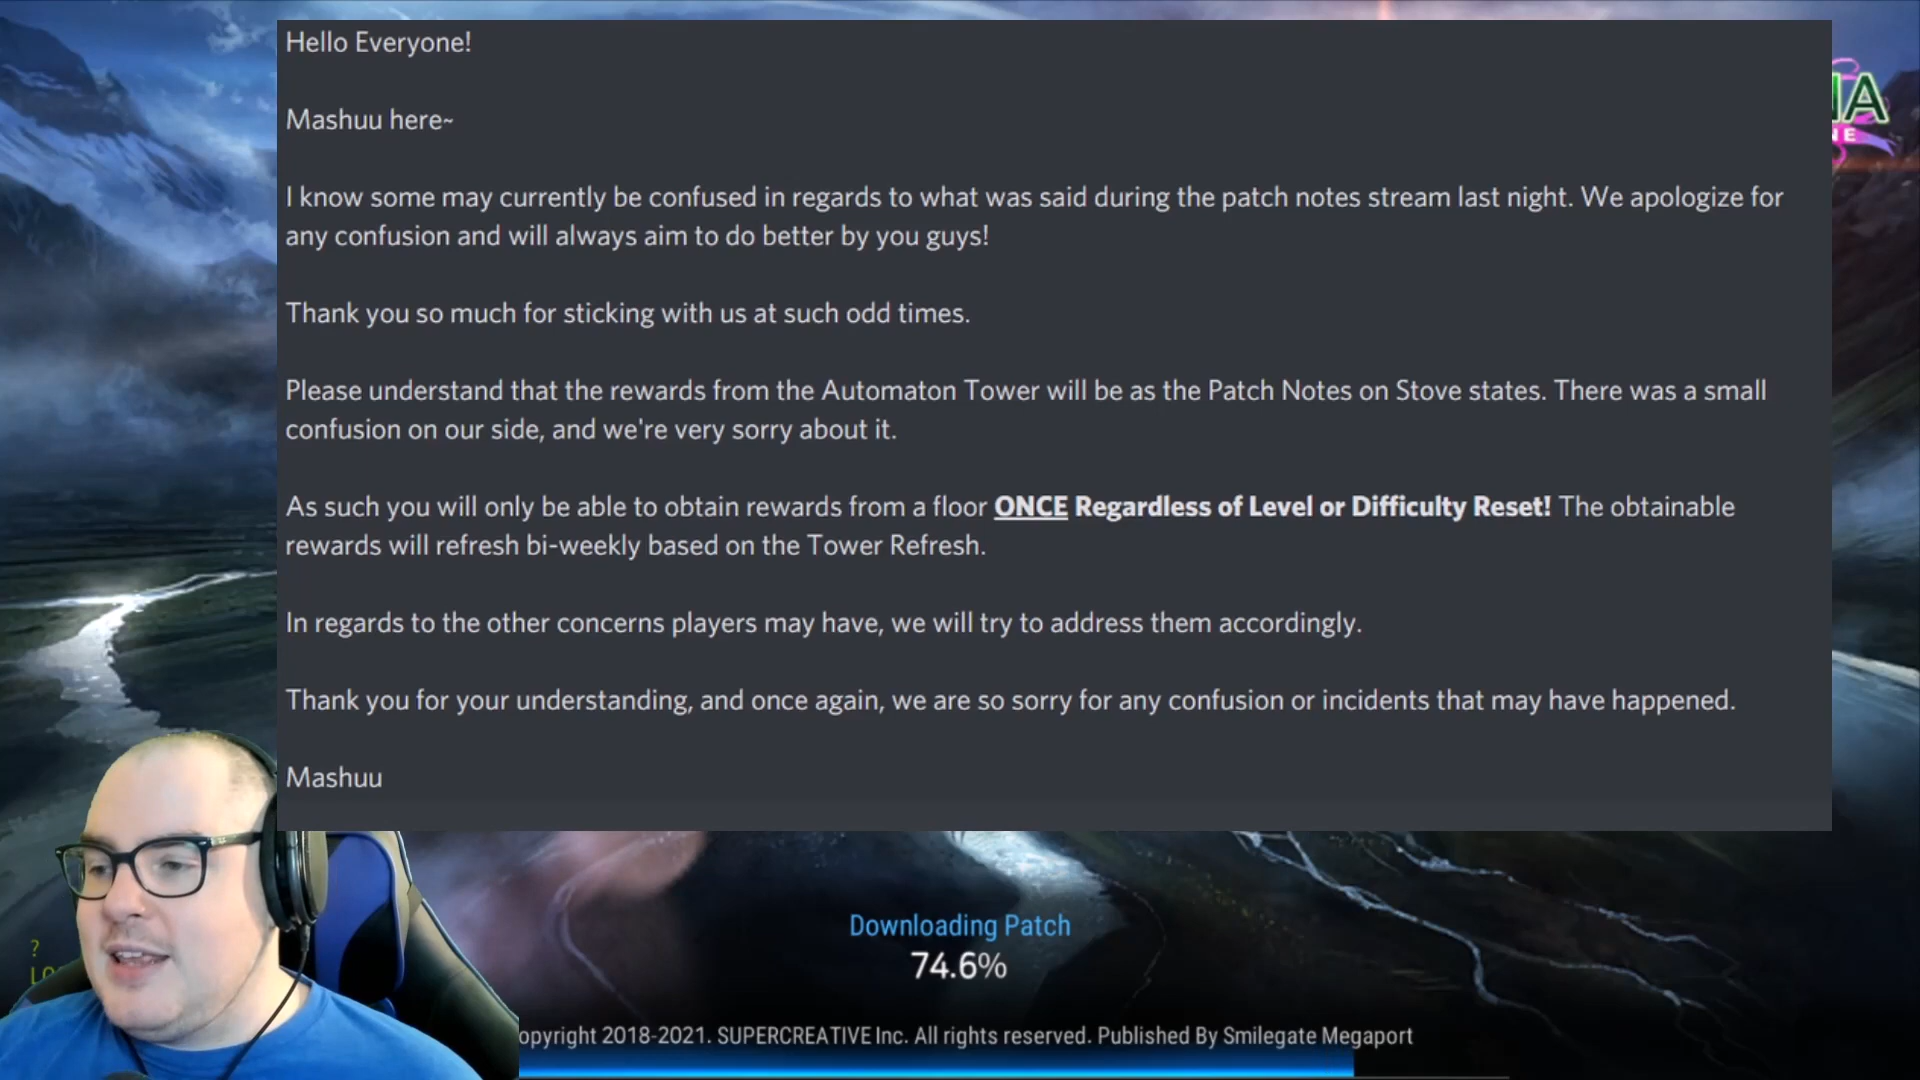 Hello Everyone!
Mashuu here~
I know some may currently be confused in regards to what was said during the patch notes stream last night. We apologize for
any confusion and will always aim to do better by you guys!
Thank you so much for sticking with us at such odd times.
Please understand that the rewards from the Automaton Tower will be as the Patch Notes on Stove states. There was a small
confusion on our side, and we're very sorry about it.
As such you will only be able to obtain rewards from a floor ONCE Regardless of Level or Difficulty Reset! The obtainable
rewards will refresh bi-weekly based on the Tower Refresh.
In regards to the other concerns players may have, we will try to address them accordingly.
Thank you for your understanding, and once again, we are so sorry for any confusion or incidents that may have happened.
Mashuu
?
Downloading Patch
74.6%
opyright 2018-2021. SUPERCREATIVE Inc. All rights reserved. Published By Smilegate Megaport